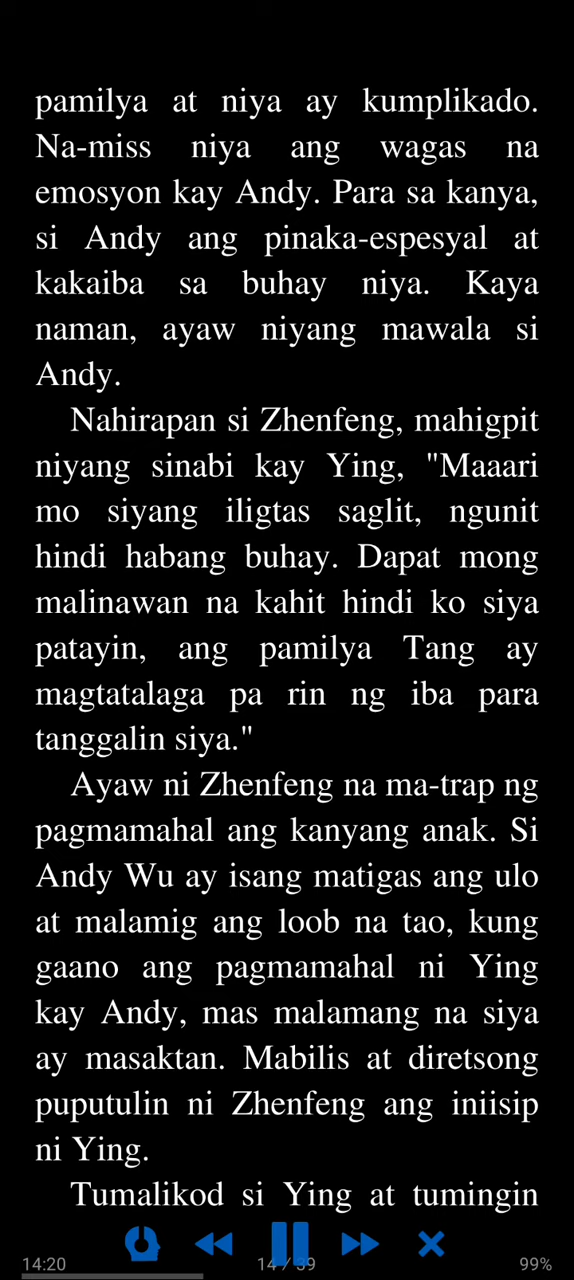 pamilya at niya ay kumplikado.
Na-miss niya ang wagas na
emosyon kay Andy. Para sa kanya,
si Andy ang pinaka-espesyal at
kakaiba sa buhay niya. Kaya
naman, ayaw niyang mawala si
Andy.
Nahirapan si Zhenfeng, mahigpit
niyang sinabi kay Ying, "Maaari
mo siyang iligtas saglit, ngunit
hindi habang buhay. Dapat mong
malinawan na kahit hindi ko siya
patayin, ang pamilya Tang ay
magtatalaga pa rin ng iba para
tanggalin siya."
Ayaw ni Zhenfeng na ma-trap ng
pagmamahal ang kanyang anak. Si
Andy Wu ay isang matigas ang ulo
at malamig ang loob na tao, kung
gaano ang pagmamahal ni Ying
kay Andy, mas malamang na siya
ay masaktan. Mabilis at diretsong
puputulin ni Zhenfeng ang iniisip
ni Ying.
Tumalikod si Ying at tumingin
14:20 14 / 39 99%